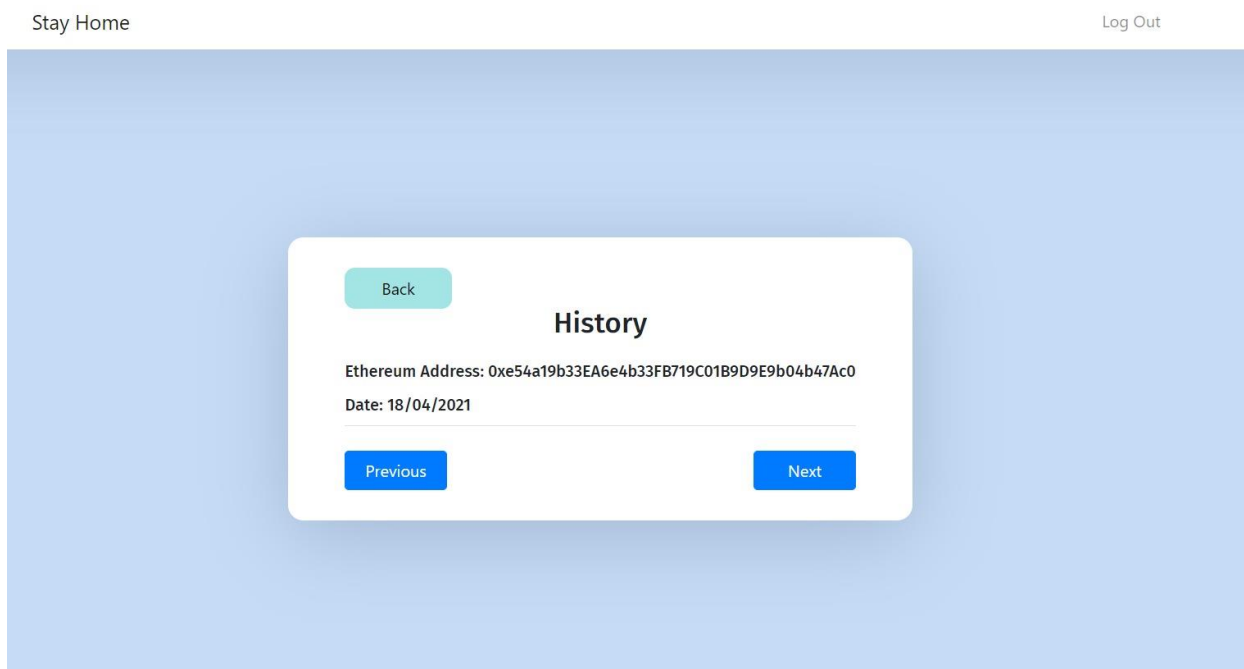 Stay Home
Log Out
Back
History
Ethereum Address: 0xe54a19b33EA6e4b33FB719C01B9D9E9b04b47Ac0
Date: 18/04/2021
Previous
Next